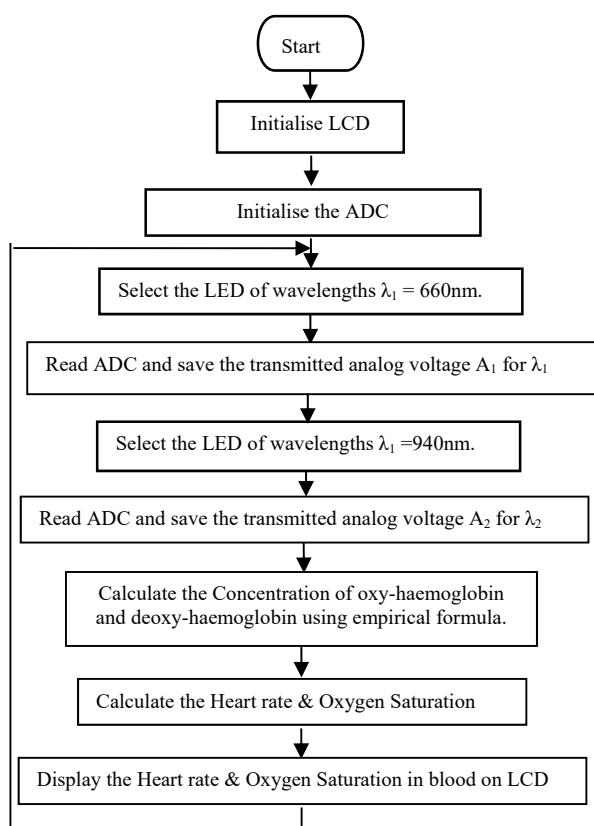 Start
Initialise LCD
Initialise the ADC
Select the LED of wavelengths λ₁ = 660nm.
Read ADC and save the transmitted analog voltage A₁ for λ₁
Select the LED of wavelengths λ₁ =940nm.
Read ADC and save the transmitted analog voltage A₂ for λ₂
Calculate the Concentration of oxy-haemoglobin
and deoxy-haemoglobin using empirical formula.
Calculate the Heart rate & Oxygen Saturation
Display the Heart rate & Oxygen Saturation in blood on LCD